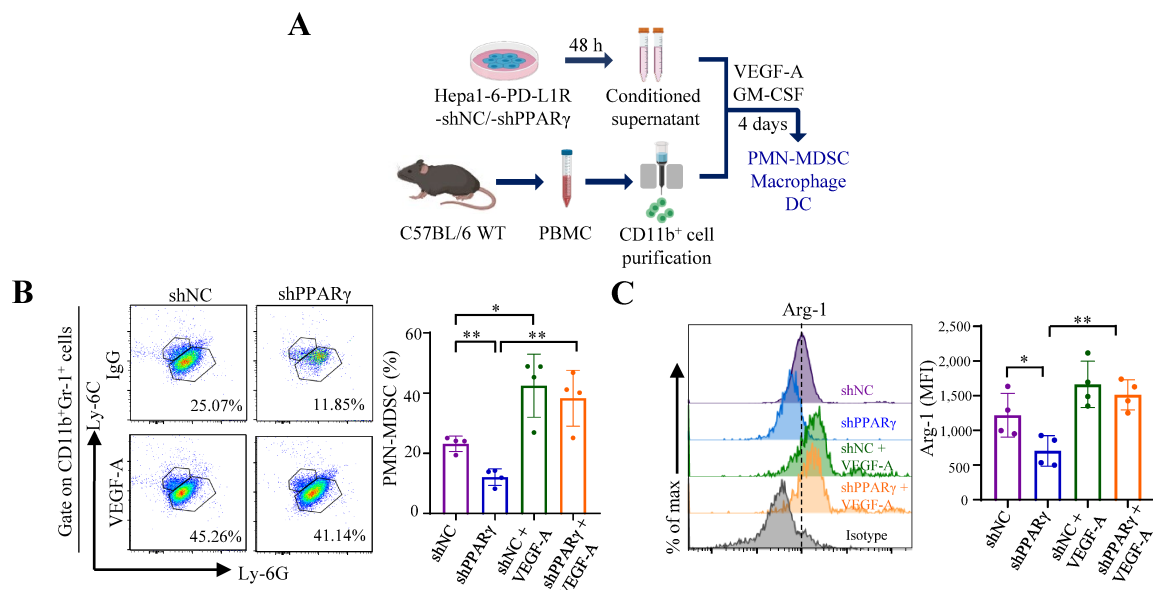 A
48 h
Hepa1-6-PD-L1R
-shNC/-shPPARγ
Conditioned
supernatant
VEGF-A
GM-CSF
4 days
PMN-MDSC
Macrophage
DC
C57BL/6 WT
PBMC
CD11b⁺ cell
purification
B
shNC
shPPARγ
Gate on CD11b⁺Gr-1⁺ cells
Ly-6C
IgG
25.07%
11.85%
VEGF-A
45.26%
41.14%
Ly-6G
PMN-MDSC (%)
60
40
20
0
*
**
**
shNC
shPPARγ
shNC+
VEGF-A
shPPARγ+
VEGF-A
C
Arg-1
% of max
shNC
shPPARγ
shNC +
VEGF-A
shPPARγ +
VEGF-A
Isotype
Arg-1 (MFI)
2,500
2,000
1,500
1,000
500
0
*
**
shNC
shPPARγ
shNC+
VEGF-A
shPPARγ+
VEGF-A